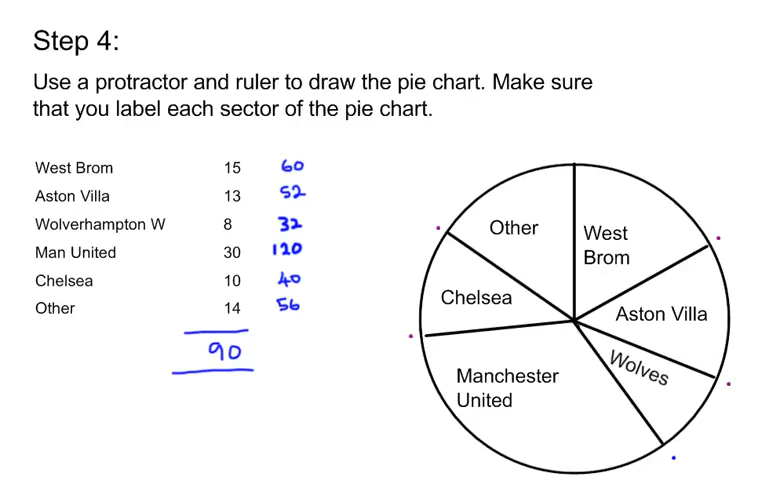 Step 4:
Use a protractor and ruler to draw the pie chart. Make sure
that you label each sector of the pie chart.
West Brom 15 60
Aston Villa 13 52
Wolverhampton W 8 32
Man United 30 120
Chelsea 10 40
Other 14 56
90
Other
West
Brom
Chelsea
Aston Villa
Wolves
Manchester
United